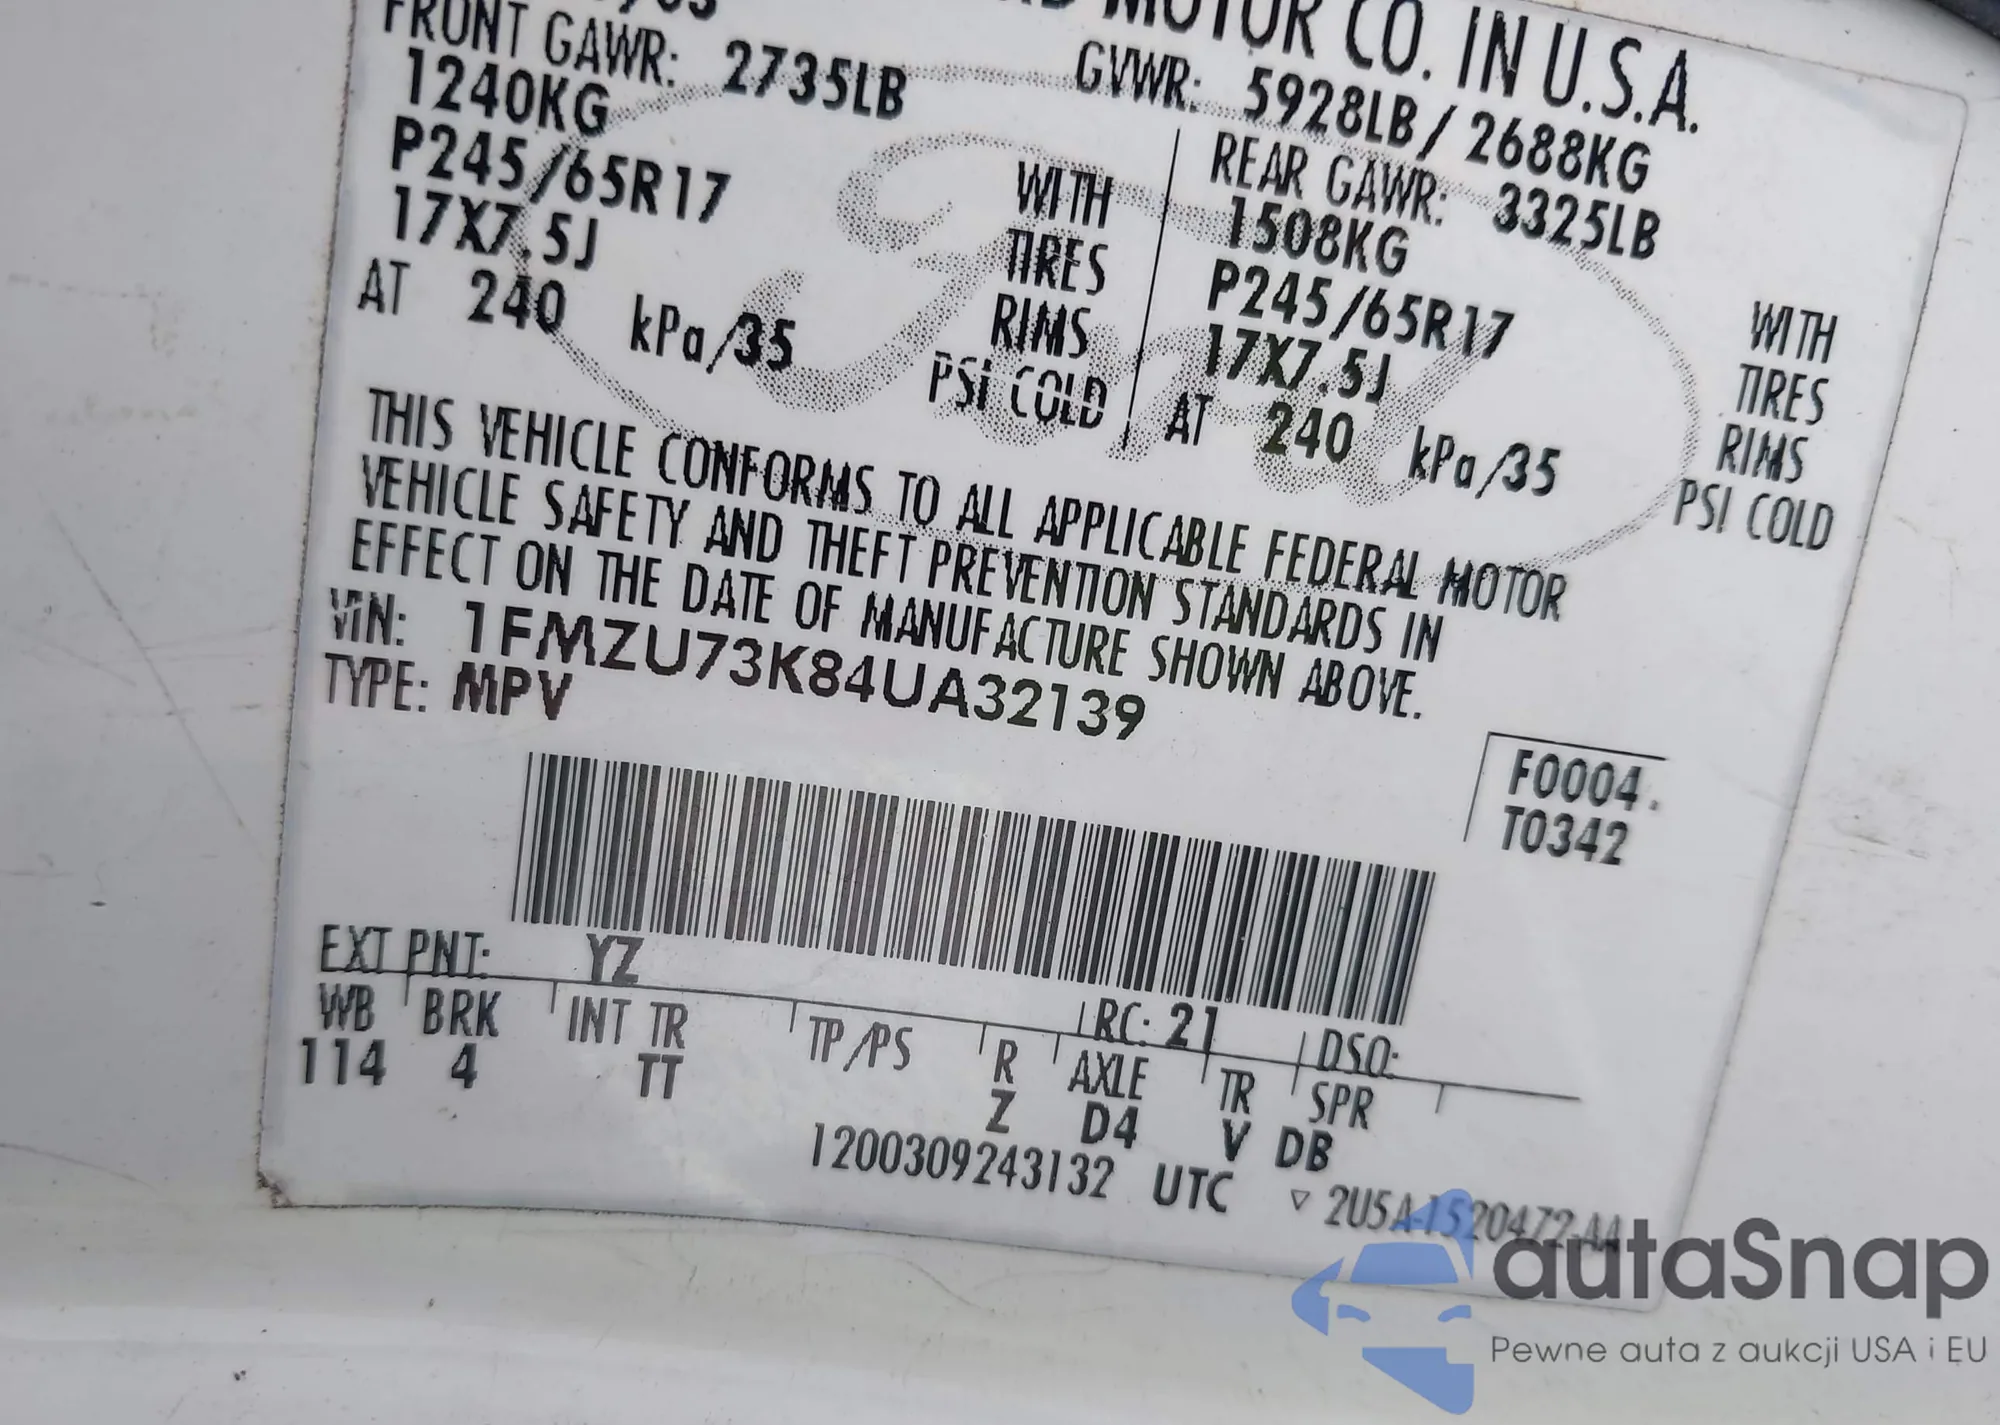 MOTOR CO. IN U.S.A.
FRONT GAWR: 2735LB
1240KG
P245/65R17
17X7.5J
AT 240 kPa/35
WITH
TIRES
RIMS
PSI COLD
GVWR: 5928LB/2688KG
REAR GAWR: 3325LB
1508KG
P245/65R17
17X7.5J
AT 240 kPa/35
WITH
TIRES
RIMS
PSI COLD
Ford
THIS VEHICLE CONFORMS TO ALL APPLICABLE FEDERAL MOTOR
VEHICLE SAFETY AND THEFT PREVENTION STANDARDS IN
EFFECT ON THE DATE OF MANUFACTURE SHOWN ABOVE.
VIN: 1FMZU73K84UA32139
TYPE: MPV
F0004
T0342
EXT PNT: YZ
RC: 21 DSO:
WB BRK INT TR TP/PS R AXLE TR SPR
114 4 TT Z D4 V DB
1200309243132 UTC
▽ 2U5A-1520472-AA
autaSnap
Pewne auta z aukcji USA i EU